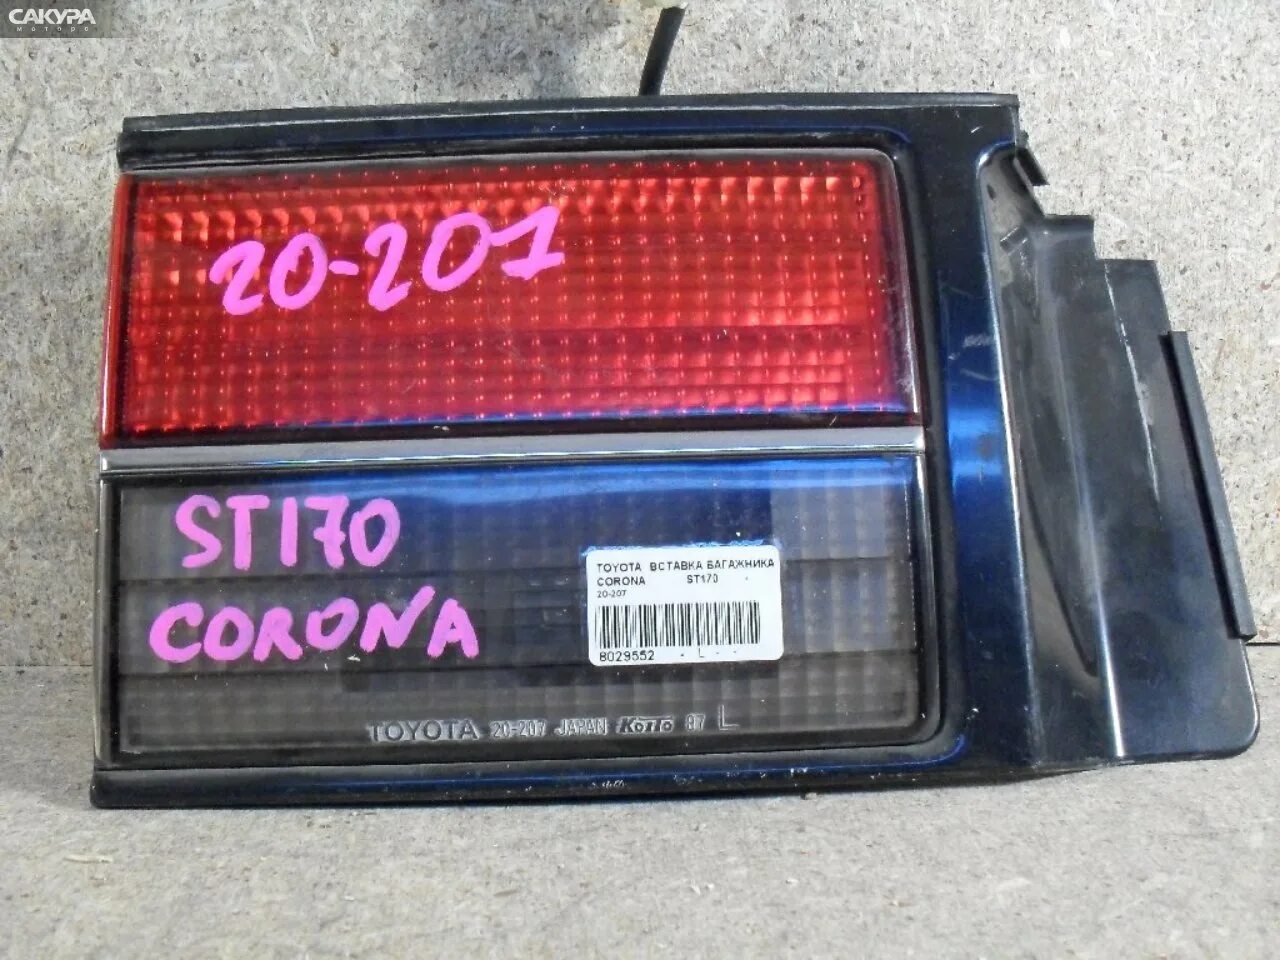 САКУРА
моторс
20-201
ST170
CORONA
TOYOTA ВСТАВКА БАГАЖНИКА
CORONA ST170 -
20-207
8029552 - L - -
TOYOTA 20-207 JAPAN KOITO 87 L